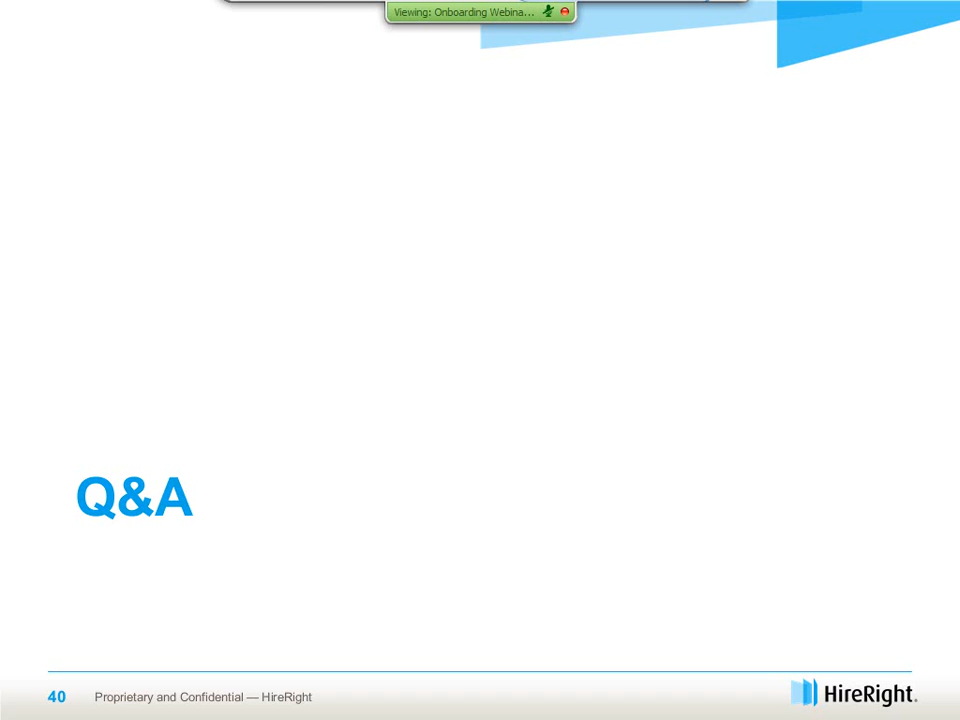 Viewing: Onboarding Webina...
Q&A
40 Proprietary and Confidential — HireRight
HireRight.